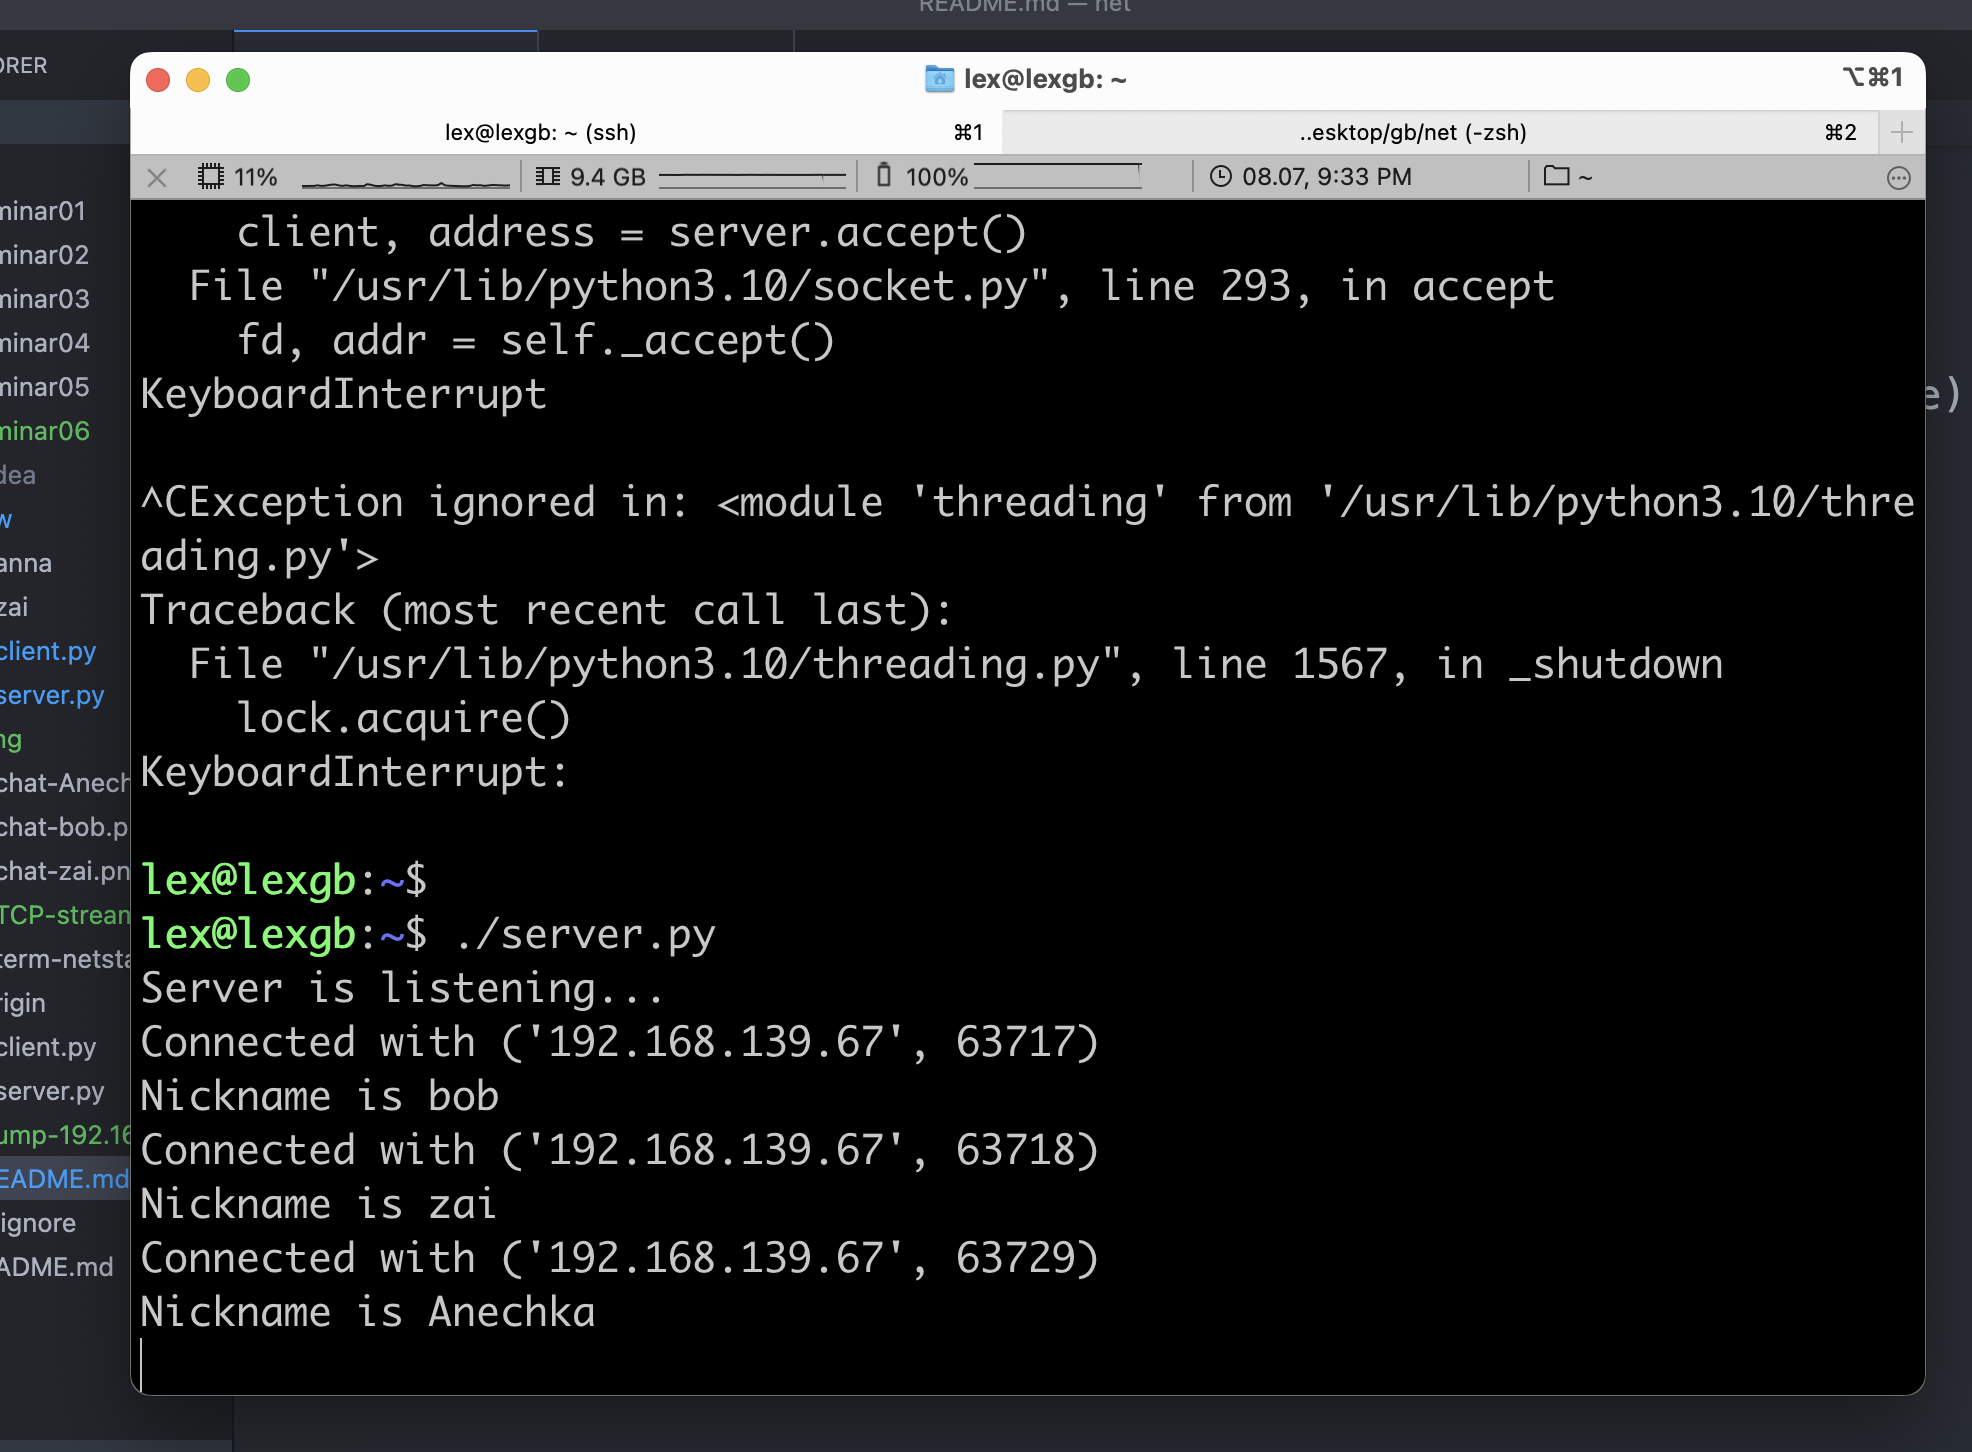 README.md — net
ORER
lex@lexgb: ~
⌥⌘1
lex@lexgb: ~ (ssh)
⌘1
..esktop/gb/net (-zsh)
⌘2
11%
9.4 GB
100%
08.07, 9:33 PM
~
minar01
minar02
minar03
minar04
minar05
minar06
dea
w
anna
zai
client.py
server.py
ng
chat-Anech
chat-bob.p
chat-zai.pn
TCP-stream
term-netsta
rigin
client.py
server.py
ump-192.16
EADME.md
ignore
ADME.md
e)
client, address = server.accept()
File "/usr/lib/python3.10/socket.py", line 293, in accept
fd, addr = self._accept()
KeyboardInterrupt
^CException ignored in: <module 'threading' from '/usr/lib/python3.10/thre
ading.py'>
Traceback (most recent call last):
File "/usr/lib/python3.10/threading.py", line 1567, in _shutdown
lock.acquire()
KeyboardInterrupt:
lex@lexgb:~$
lex@lexgb:~$ ./server.py
Server is listening...
Connected with ('192.168.139.67', 63717)
Nickname is bob
Connected with ('192.168.139.67', 63718)
Nickname is zai
Connected with ('192.168.139.67', 63729)
Nickname is Anechka